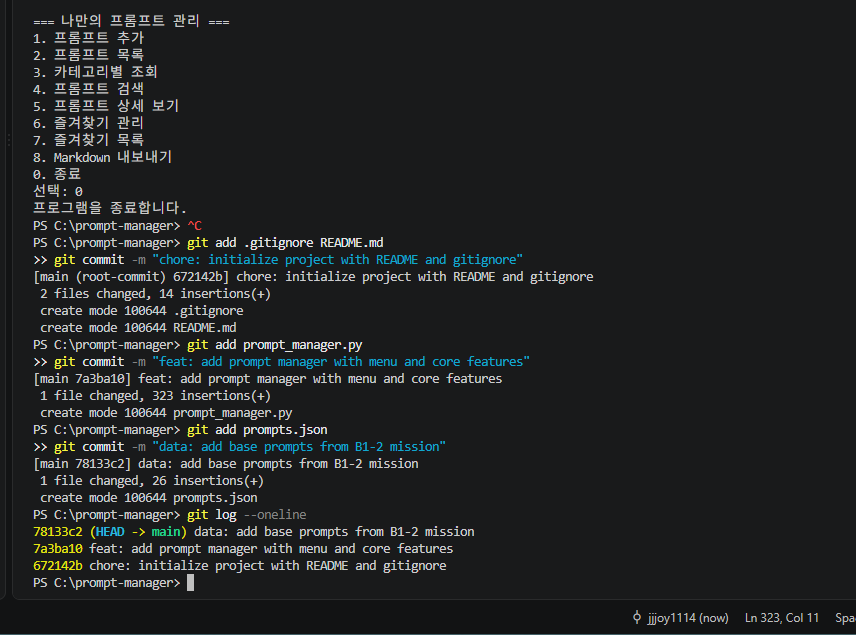 === 나만의 프롬프트 관리 ===
1. 프롬프트 추가
2. 프롬프트 목록
3. 카테고리별 조회
4. 프롬프트 검색
5. 프롬프트 상세 보기
6. 즐겨찾기 관리
7. 즐겨찾기 목록
8. Markdown 내보내기
0. 종료
선택: 0
프로그램을 종료합니다.
PS C:\prompt-manager> ^C
PS C:\prompt-manager> git add .gitignore README.md
>> git commit -m "chore: initialize project with README and gitignore"
[main (root-commit) 672142b] chore: initialize project with README and gitignore
 2 files changed, 14 insertions(+)
 create mode 100644 .gitignore
 create mode 100644 README.md
PS C:\prompt-manager> git add prompt_manager.py
>> git commit -m "feat: add prompt manager with menu and core features"
[main 7a3ba10] feat: add prompt manager with menu and core features
 1 file changed, 323 insertions(+)
 create mode 100644 prompt_manager.py
PS C:\prompt-manager> git add prompts.json
>> git commit -m "data: add base prompts from B1-2 mission"
[main 78133c2] data: add base prompts from B1-2 mission
 1 file changed, 26 insertions(+)
 create mode 100644 prompts.json
PS C:\prompt-manager> git log --oneline
78133c2 (HEAD -> main) data: add base prompts from B1-2 mission
7a3ba10 feat: add prompt manager with menu and core features
672142b chore: initialize project with README and gitignore
PS C:\prompt-manager>
jjjoy1114 (now) Ln 323, Col 11 Spa